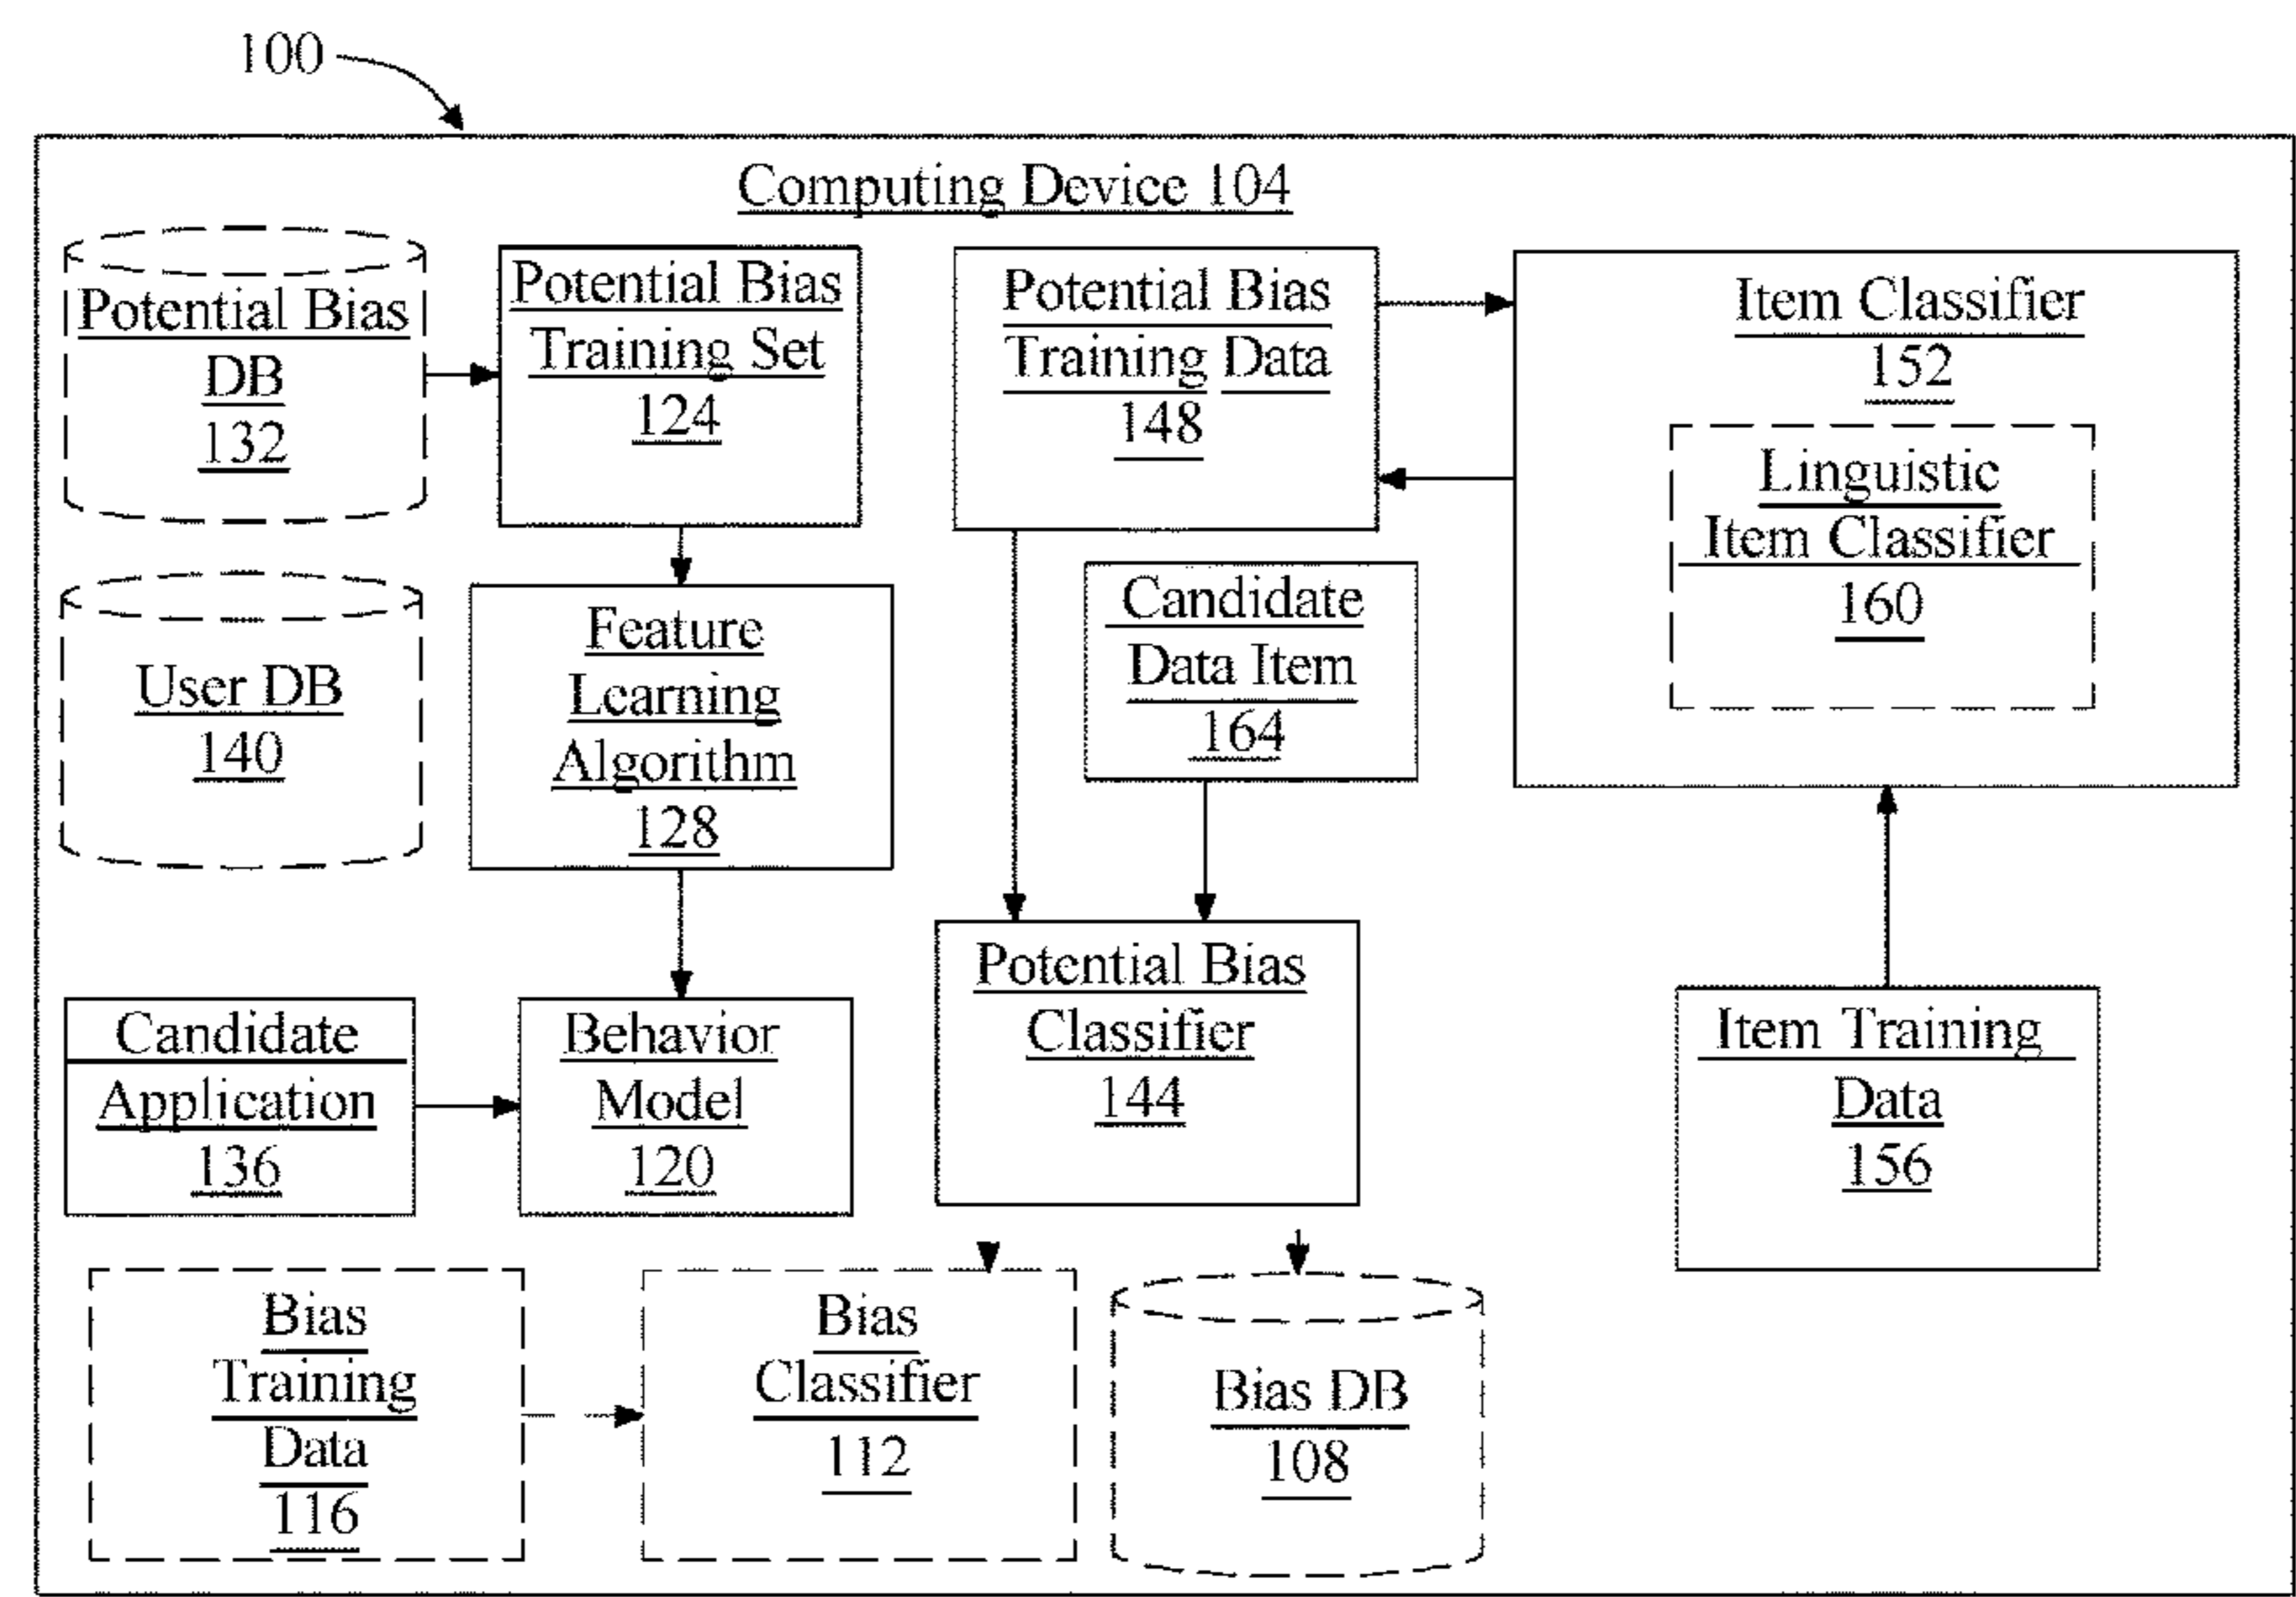 100
Computing Device 104
Potential Bias
DB
132
Potential Bias
Training Set
124
Potential Bias
Training Data
148
Item Classifier
152
Linguistic
Item Classifier
160
User DB
140
Feature
Learning
Algorithm
128
Candidate
Data Item
164
Candidate
Application
136
Behavior
Model
120
Potential Bias
Classifier
144
Item Training
Data
156
Bias
Training
Data
116
Bias
Classifier
112
Bias DB
108